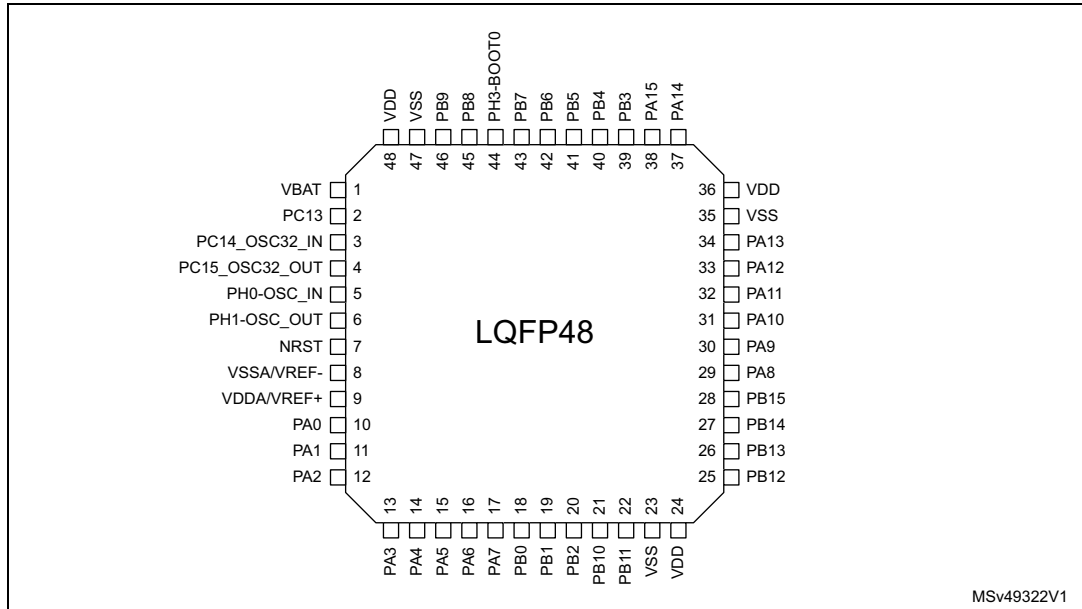 VDD
VSS
PB9
PB8
PH3-BOOT0
PB7
PB6
PB5
PB4
PB3
PA15
PA14
48 47 46 45 44 43 42 41 40 39 38 37
VBAT 1
PC13 2
PC14_OSC32_IN 3
PC15_OSC32_OUT 4
PH0-OSC_IN 5
PH1-OSC_OUT 6
NRST 7
VSSA/VREF- 8
VDDA/VREF+ 9
PA0 10
PA1 11
PA2 12
LQFP48
36 VDD
35 VSS
34 PA13
33 PA12
32 PA11
31 PA10
30 PA9
29 PA8
28 PB15
27 PB14
26 PB13
25 PB12
13 14 15 16 17 18 19 20 21 22 23 24
PA3
PA4
PA5
PA6
PA7
PB0
PB1
PB2
PB10
PB11
VSS
VDD
MSv49322V1